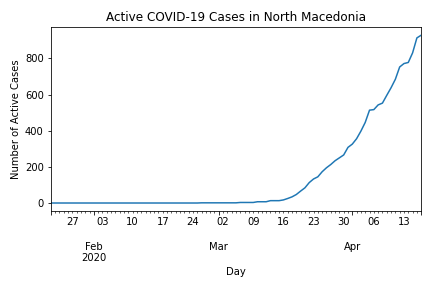 Active COVID-19 Cases in North Macedonia
Number of Active Cases
800
600
400
200
0
27 03 10 17 24 02 09 16 23 30 06 13
Feb Mar Apr
2020
Day